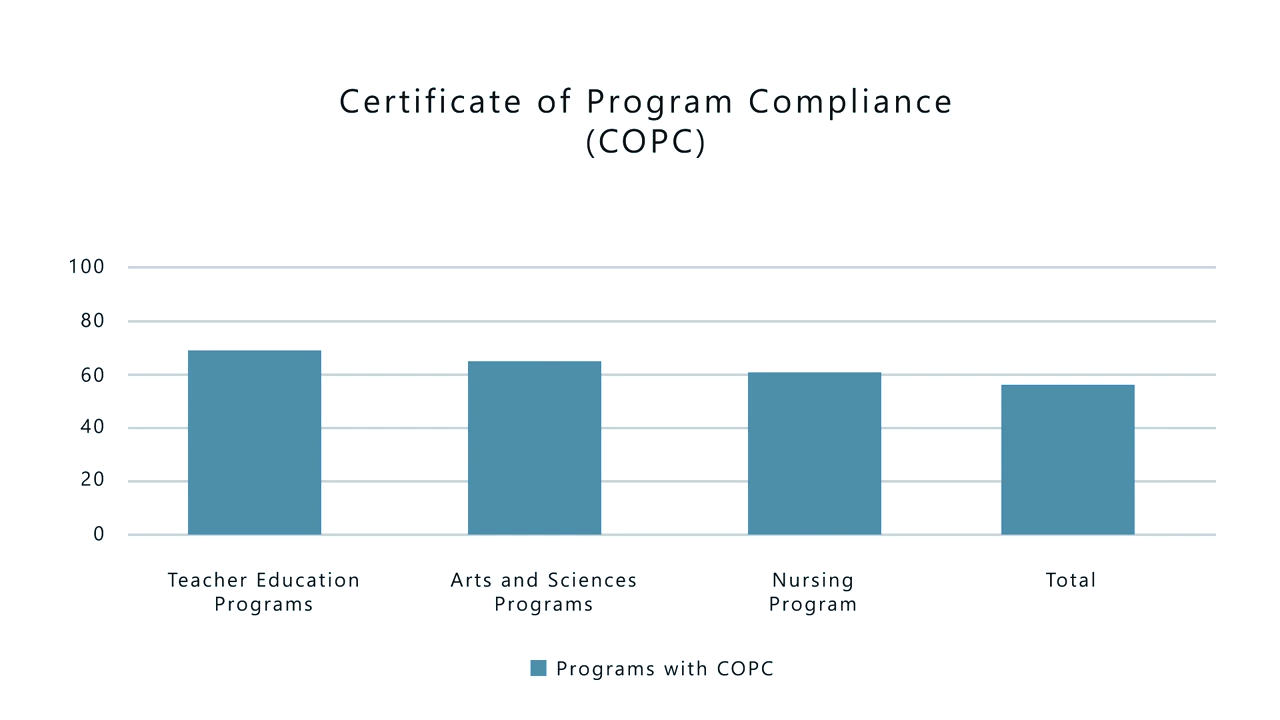 Certificate of Program Compliance
(COPC)
100
80
60
40
20
0
Teacher Education
Programs
Arts and Sciences
Programs
Nursing
Program
Total
Programs with COPC